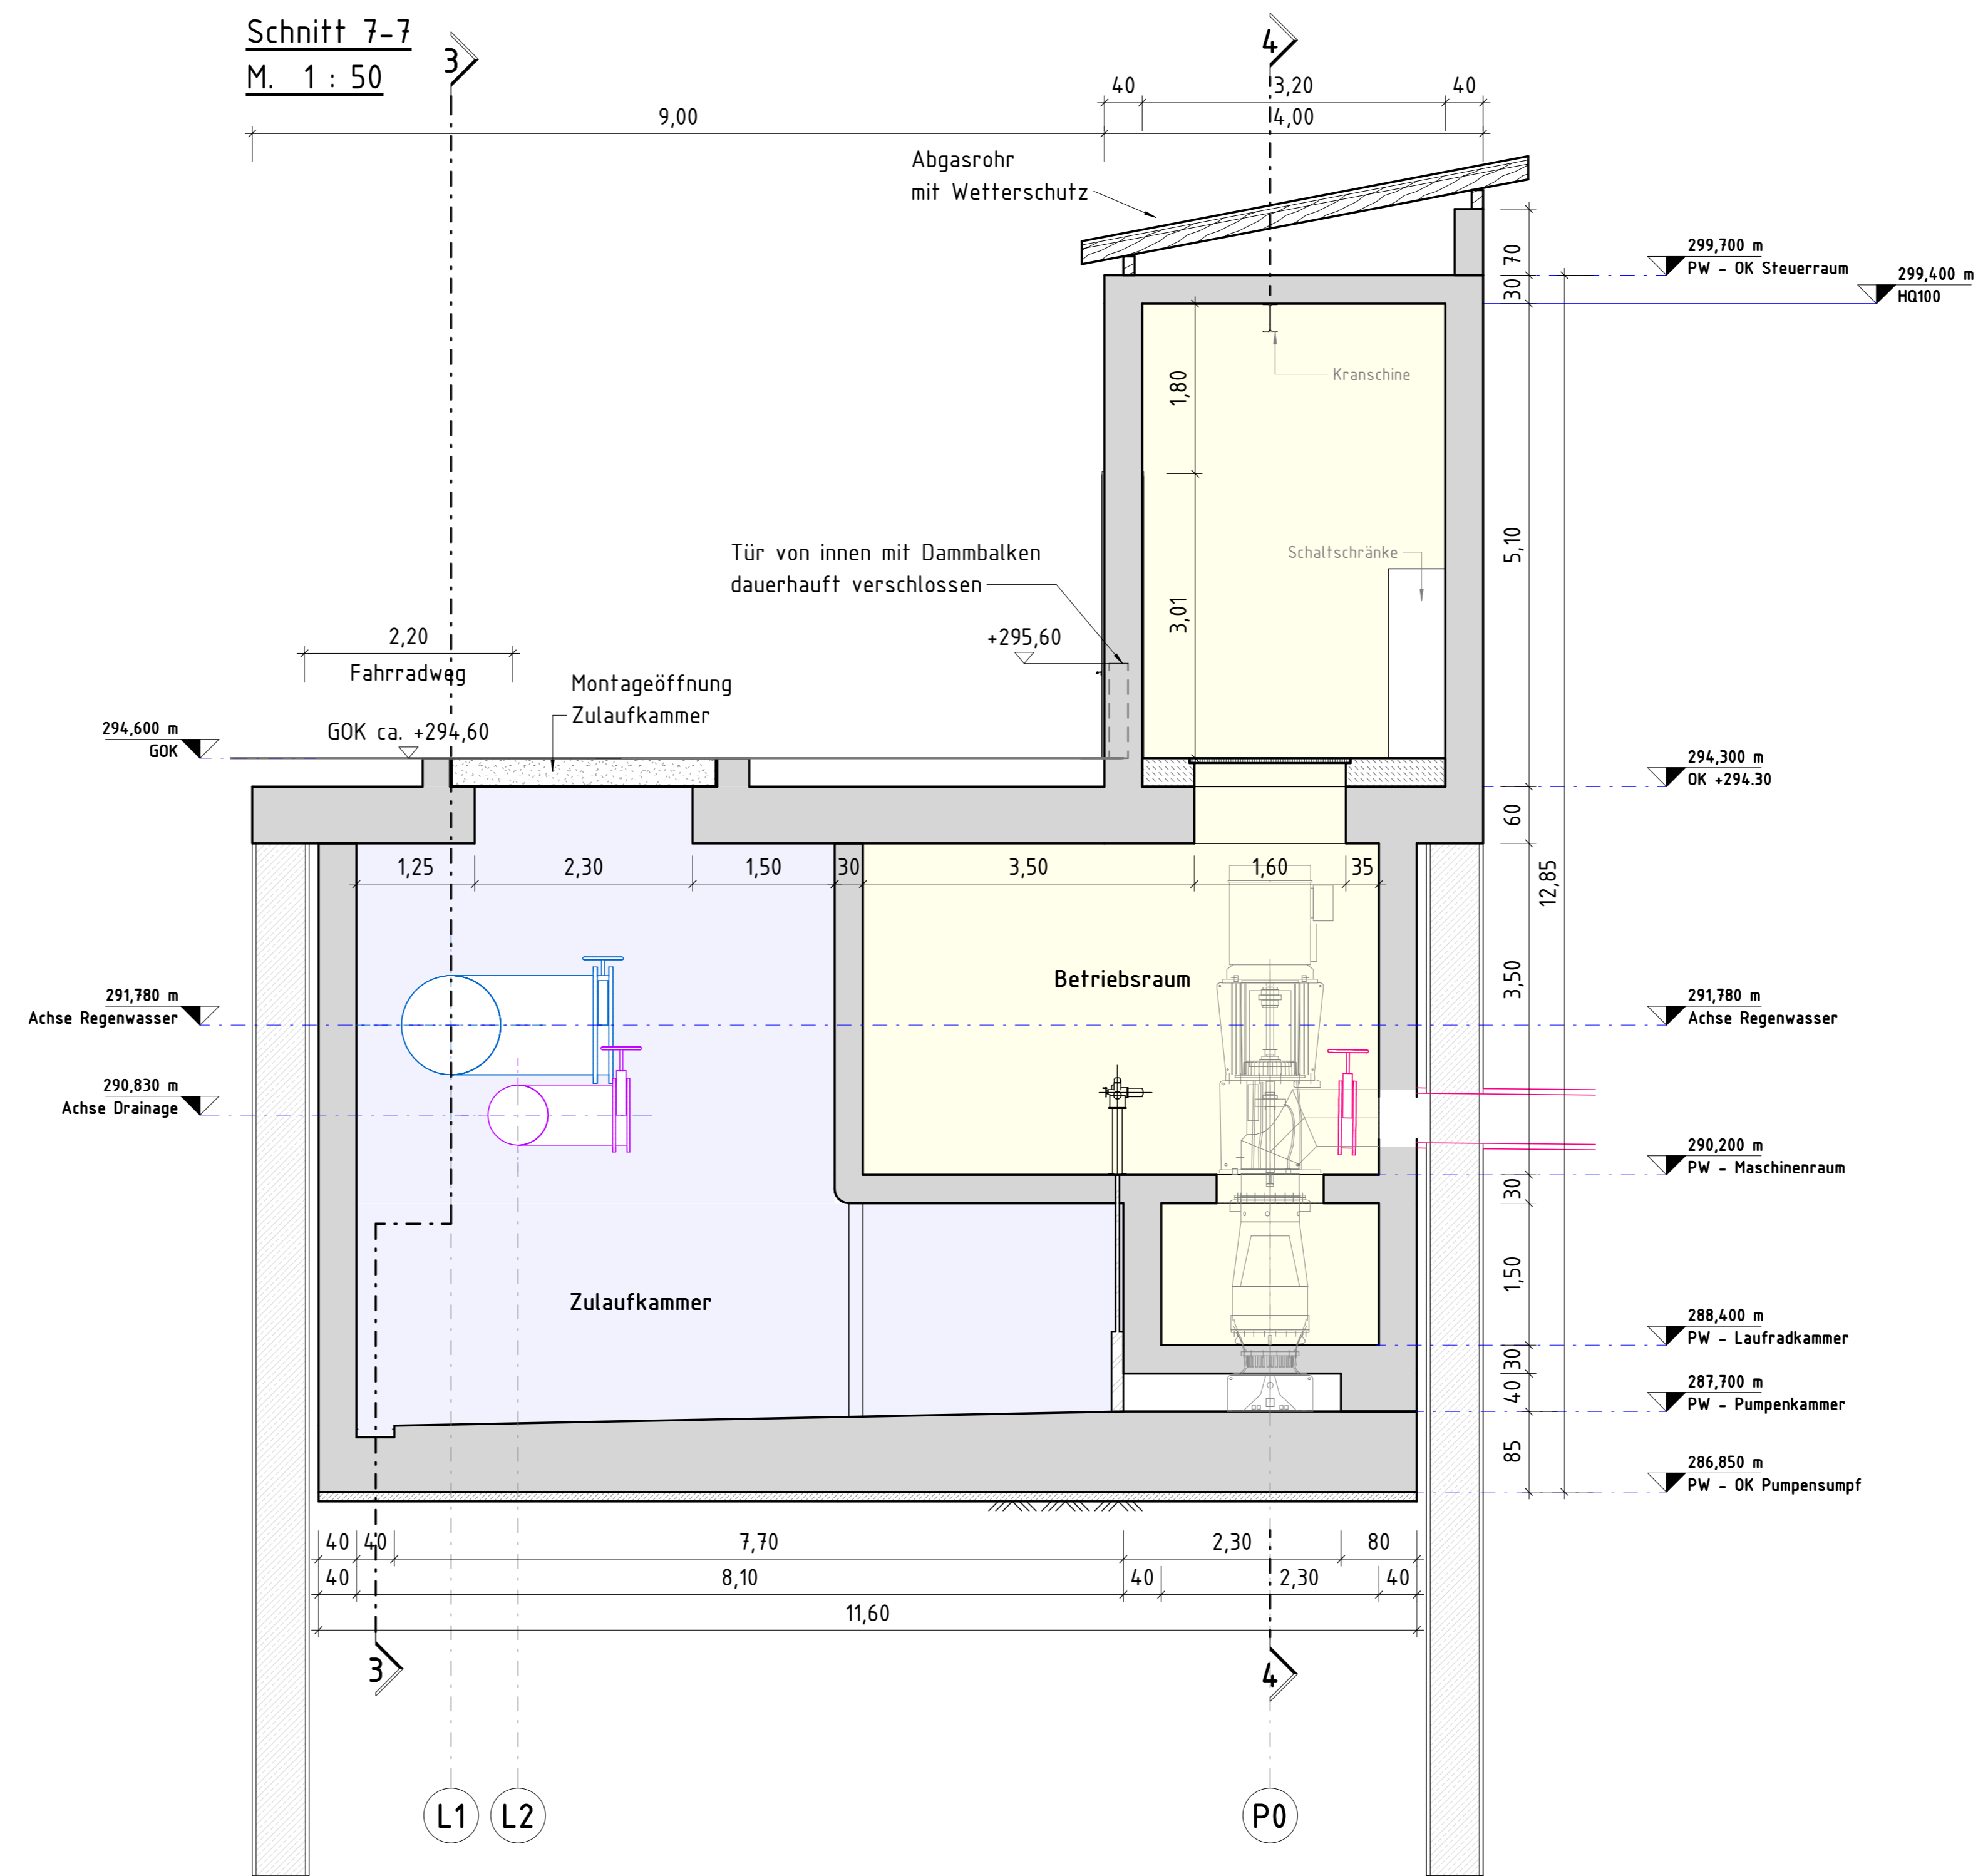 Schnitt 7-7
M. 1 : 50
3
4
40
3,20
40
9,00
4,00
Abgasrohr
mit Wetterschutz
70
30
299,700 m
PW - OK Steuerraum
299,400 m
HQ100
Kranschine
1,80
5,10
Schaltschränke
Tür von innen mit Dammbalken
dauerhauft verschlossen
3,01
+295,60
2,20
Fahrradweg
Montageöffnung
Zulaufkammer
GOK ca. +294,60
294,600 m
GOK
294,300 m
OK +294.30
60
12,85
1,25
2,30
1,50
30
3,50
1,60
35
Betriebsraum
3,50
291,780 m
Achse Regenwasser
291,780 m
Achse Regenwasser
290,830 m
Achse Drainage
290,200 m
PW - Maschinenraum
30
1,50
Zulaufkammer
288,400 m
PW - Laufradkammer
30
40
287,700 m
PW - Pumpenkammer
85
286,850 m
PW - OK Pumpensumpf
40
40
7,70
2,30
80
40
8,10
40
2,30
40
11,60
3
4
L1
L2
P0